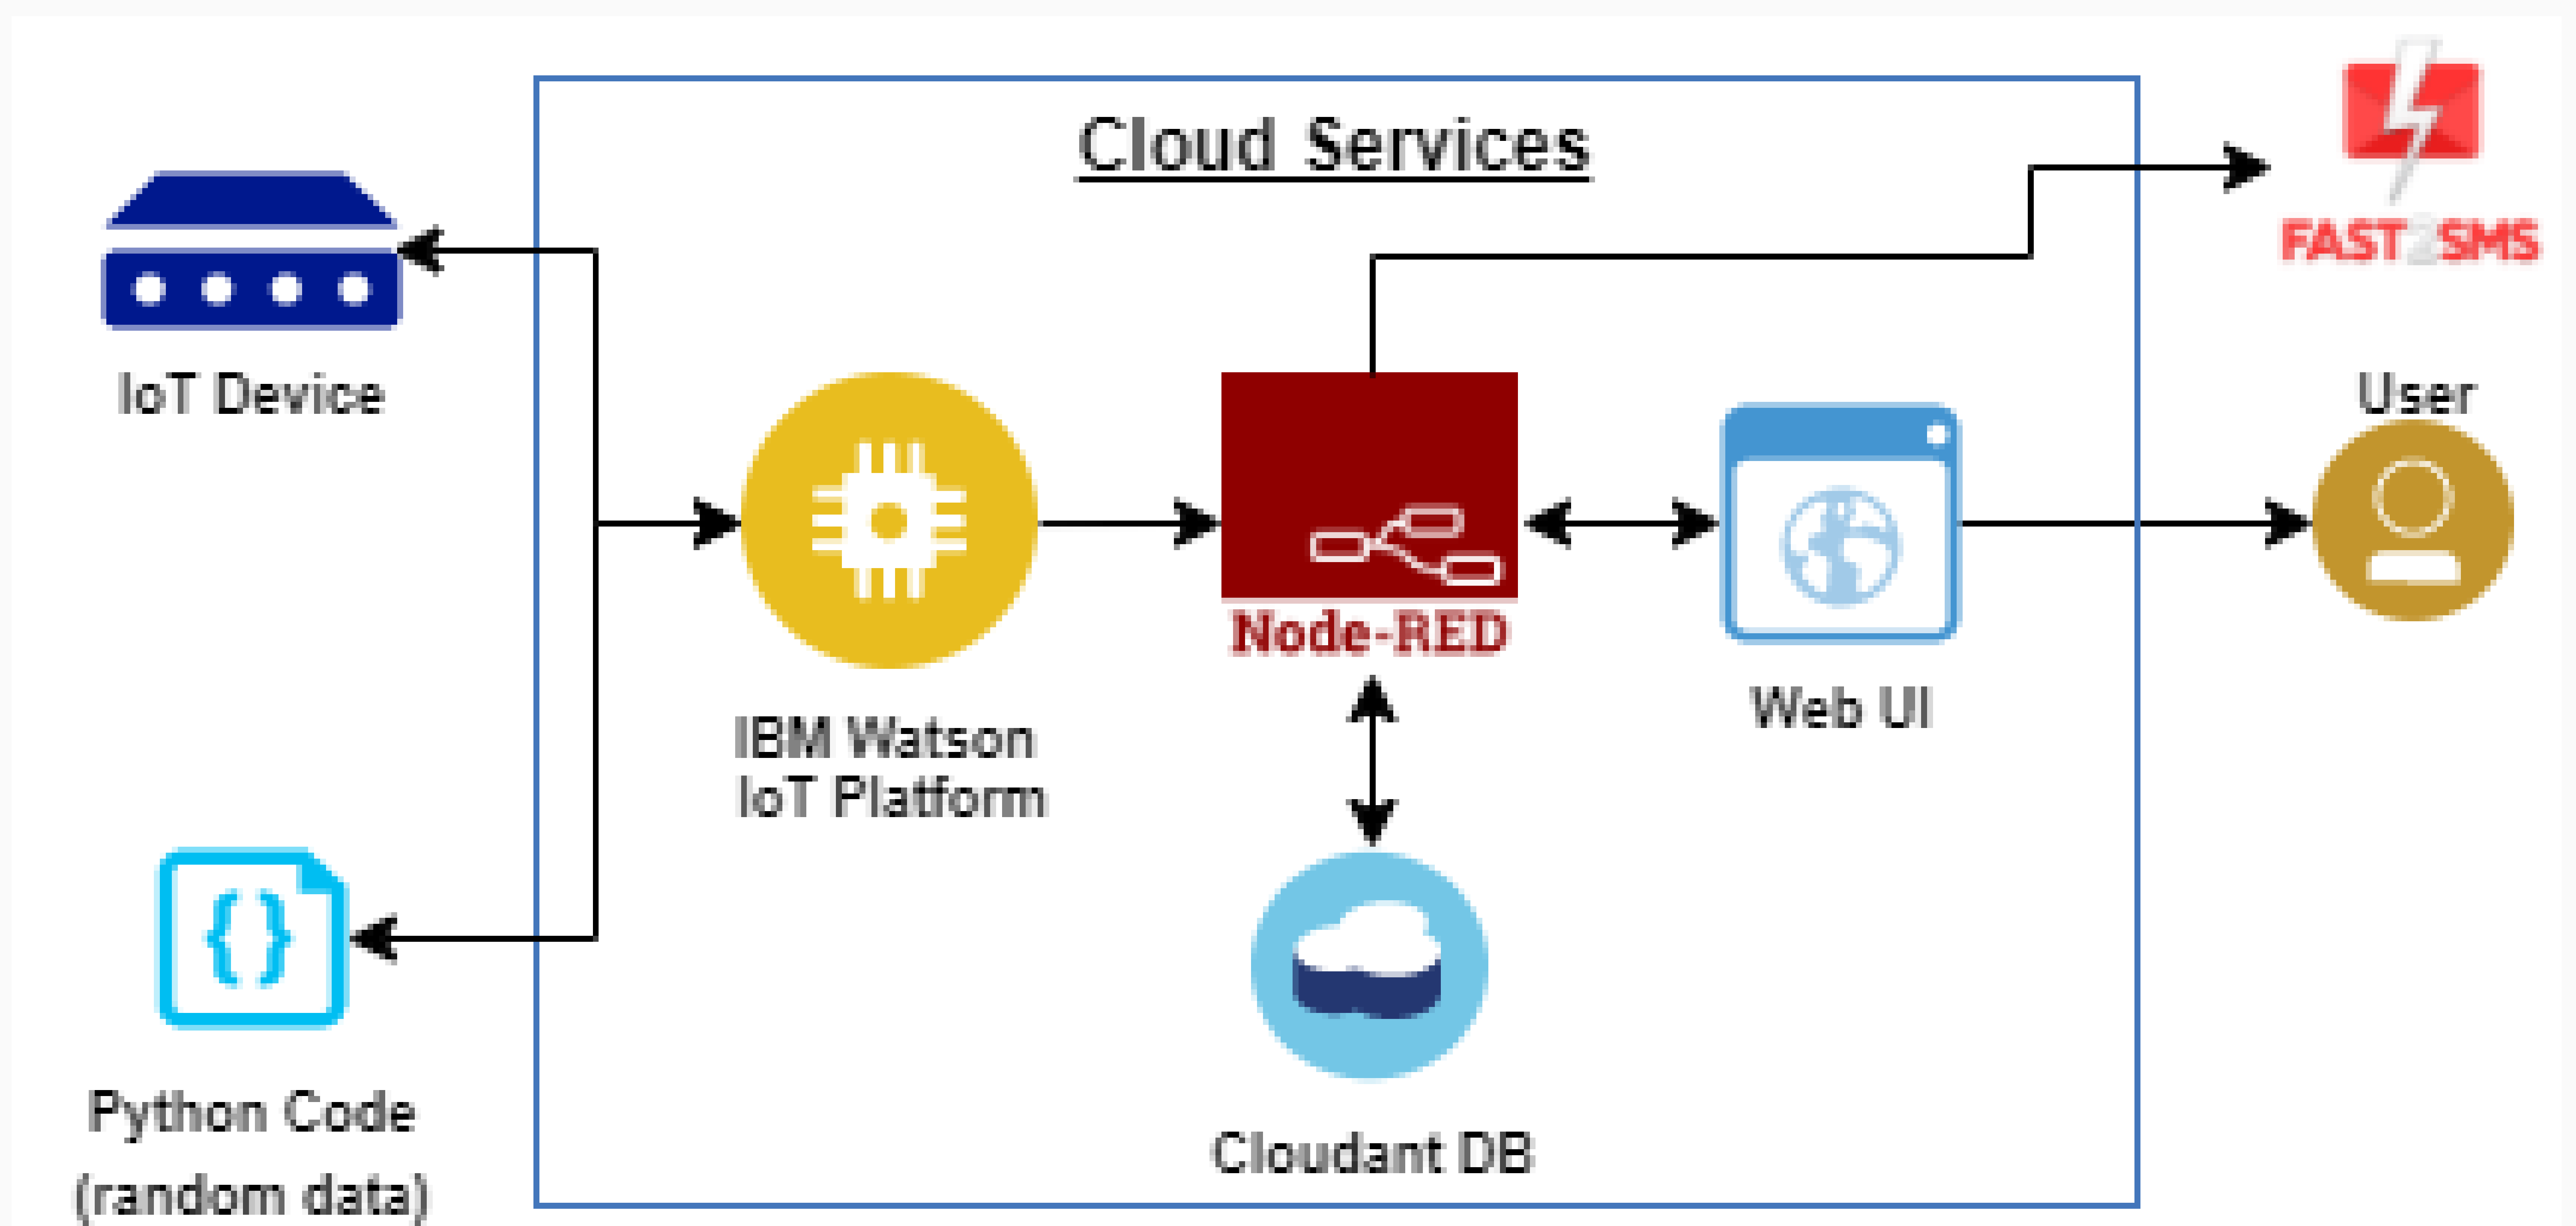 Cloud Services
FAST2SMS
IoT Device
User
Node-RED
Web UI
IBM Watson
IoT Platform
Python Code
(random data)
Cloudant DB